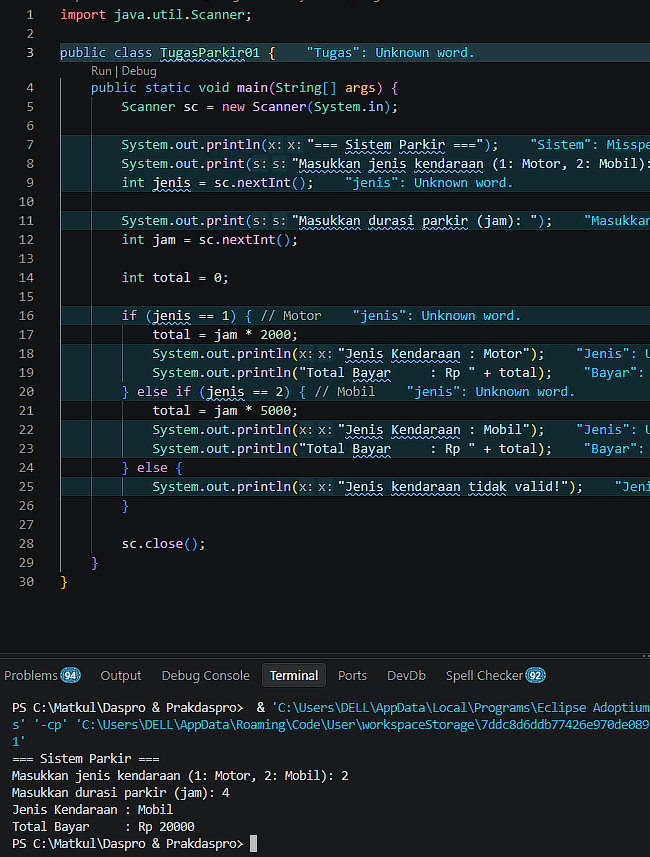 1 import java.util.Scanner;
2
3 public class TugasParkir01 { "Tugas": Unknown word.
Run | Debug
4 public static void main(String[] args) {
5 Scanner sc = new Scanner(System.in);
6
7 System.out.println(x: x: "=== Sistem Parkir ==="); "Sistem": Misspe
8 System.out.print(s: s: "Masukkan jenis kendaraan (1: Motor, 2: Mobil):
9 int jenis = sc.nextInt(); "jenis": Unknown word.
10
11 System.out.print(s: s: "Masukkan durasi parkir (jam): "); "Masukkan
12 int jam = sc.nextInt();
13
14 int total = 0;
15
16 if (jenis == 1) { // Motor "jenis": Unknown word.
17 total = jam * 2000;
18 System.out.println(x: x: "Jenis Kendaraan : Motor"); "Jenis": U
19 System.out.println("Total Bayar     : Rp " + total); "Bayar":
20 } else if (jenis == 2) { // Mobil "jenis": Unknown word.
21 total = jam * 5000;
22 System.out.println(x: x: "Jenis Kendaraan : Mobil"); "Jenis": U
23 System.out.println("Total Bayar     : Rp " + total); "Bayar":
24 } else {
25 System.out.println(x: x: "Jenis kendaraan tidak valid!"); "Jeni
26 }
27
28 sc.close();
29 }
30 }
Problems 94 Output Debug Console Terminal Ports DevDb Spell Checker 92
PS C:\Matkul\Daspro & Prakdaspro> & 'C:\Users\DELL\AppData\Local\Programs\Eclipse Adoptium
s' '-cp' 'C:\Users\DELL\AppData\Roaming\Code\User\workspaceStorage\7ddc8d6ddb77426e970de089
1'
=== Sistem Parkir ===
Masukkan jenis kendaraan (1: Motor, 2: Mobil): 2
Masukkan durasi parkir (jam): 4
Jenis Kendaraan : Mobil
Total Bayar     : Rp 20000
PS C:\Matkul\Daspro & Prakdaspro>